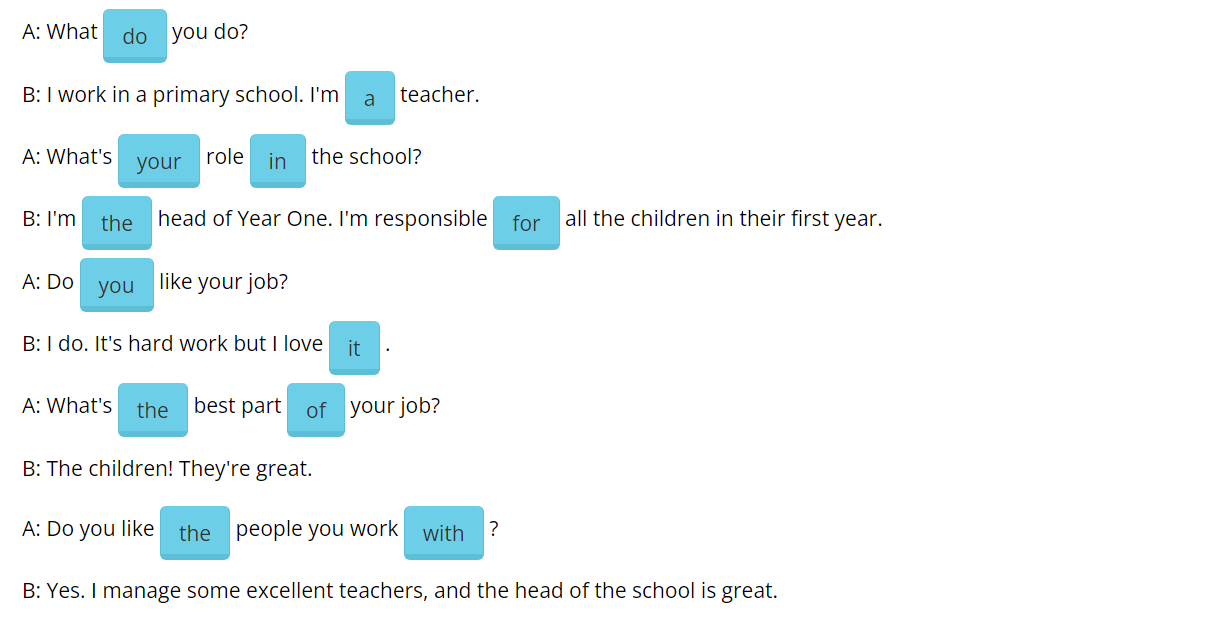 A: What do you do?
B: I work in a primary school. I'm a teacher.
A: What's your role in the school?
B: I'm the head of Year One. I'm responsible for all the children in their first year.
A: Do you like your job?
B: I do. It's hard work but I love it .
A: What's the best part of your job?
B: The children! They're great.
A: Do you like the people you work with ?
B: Yes. I manage some excellent teachers, and the head of the school is great.